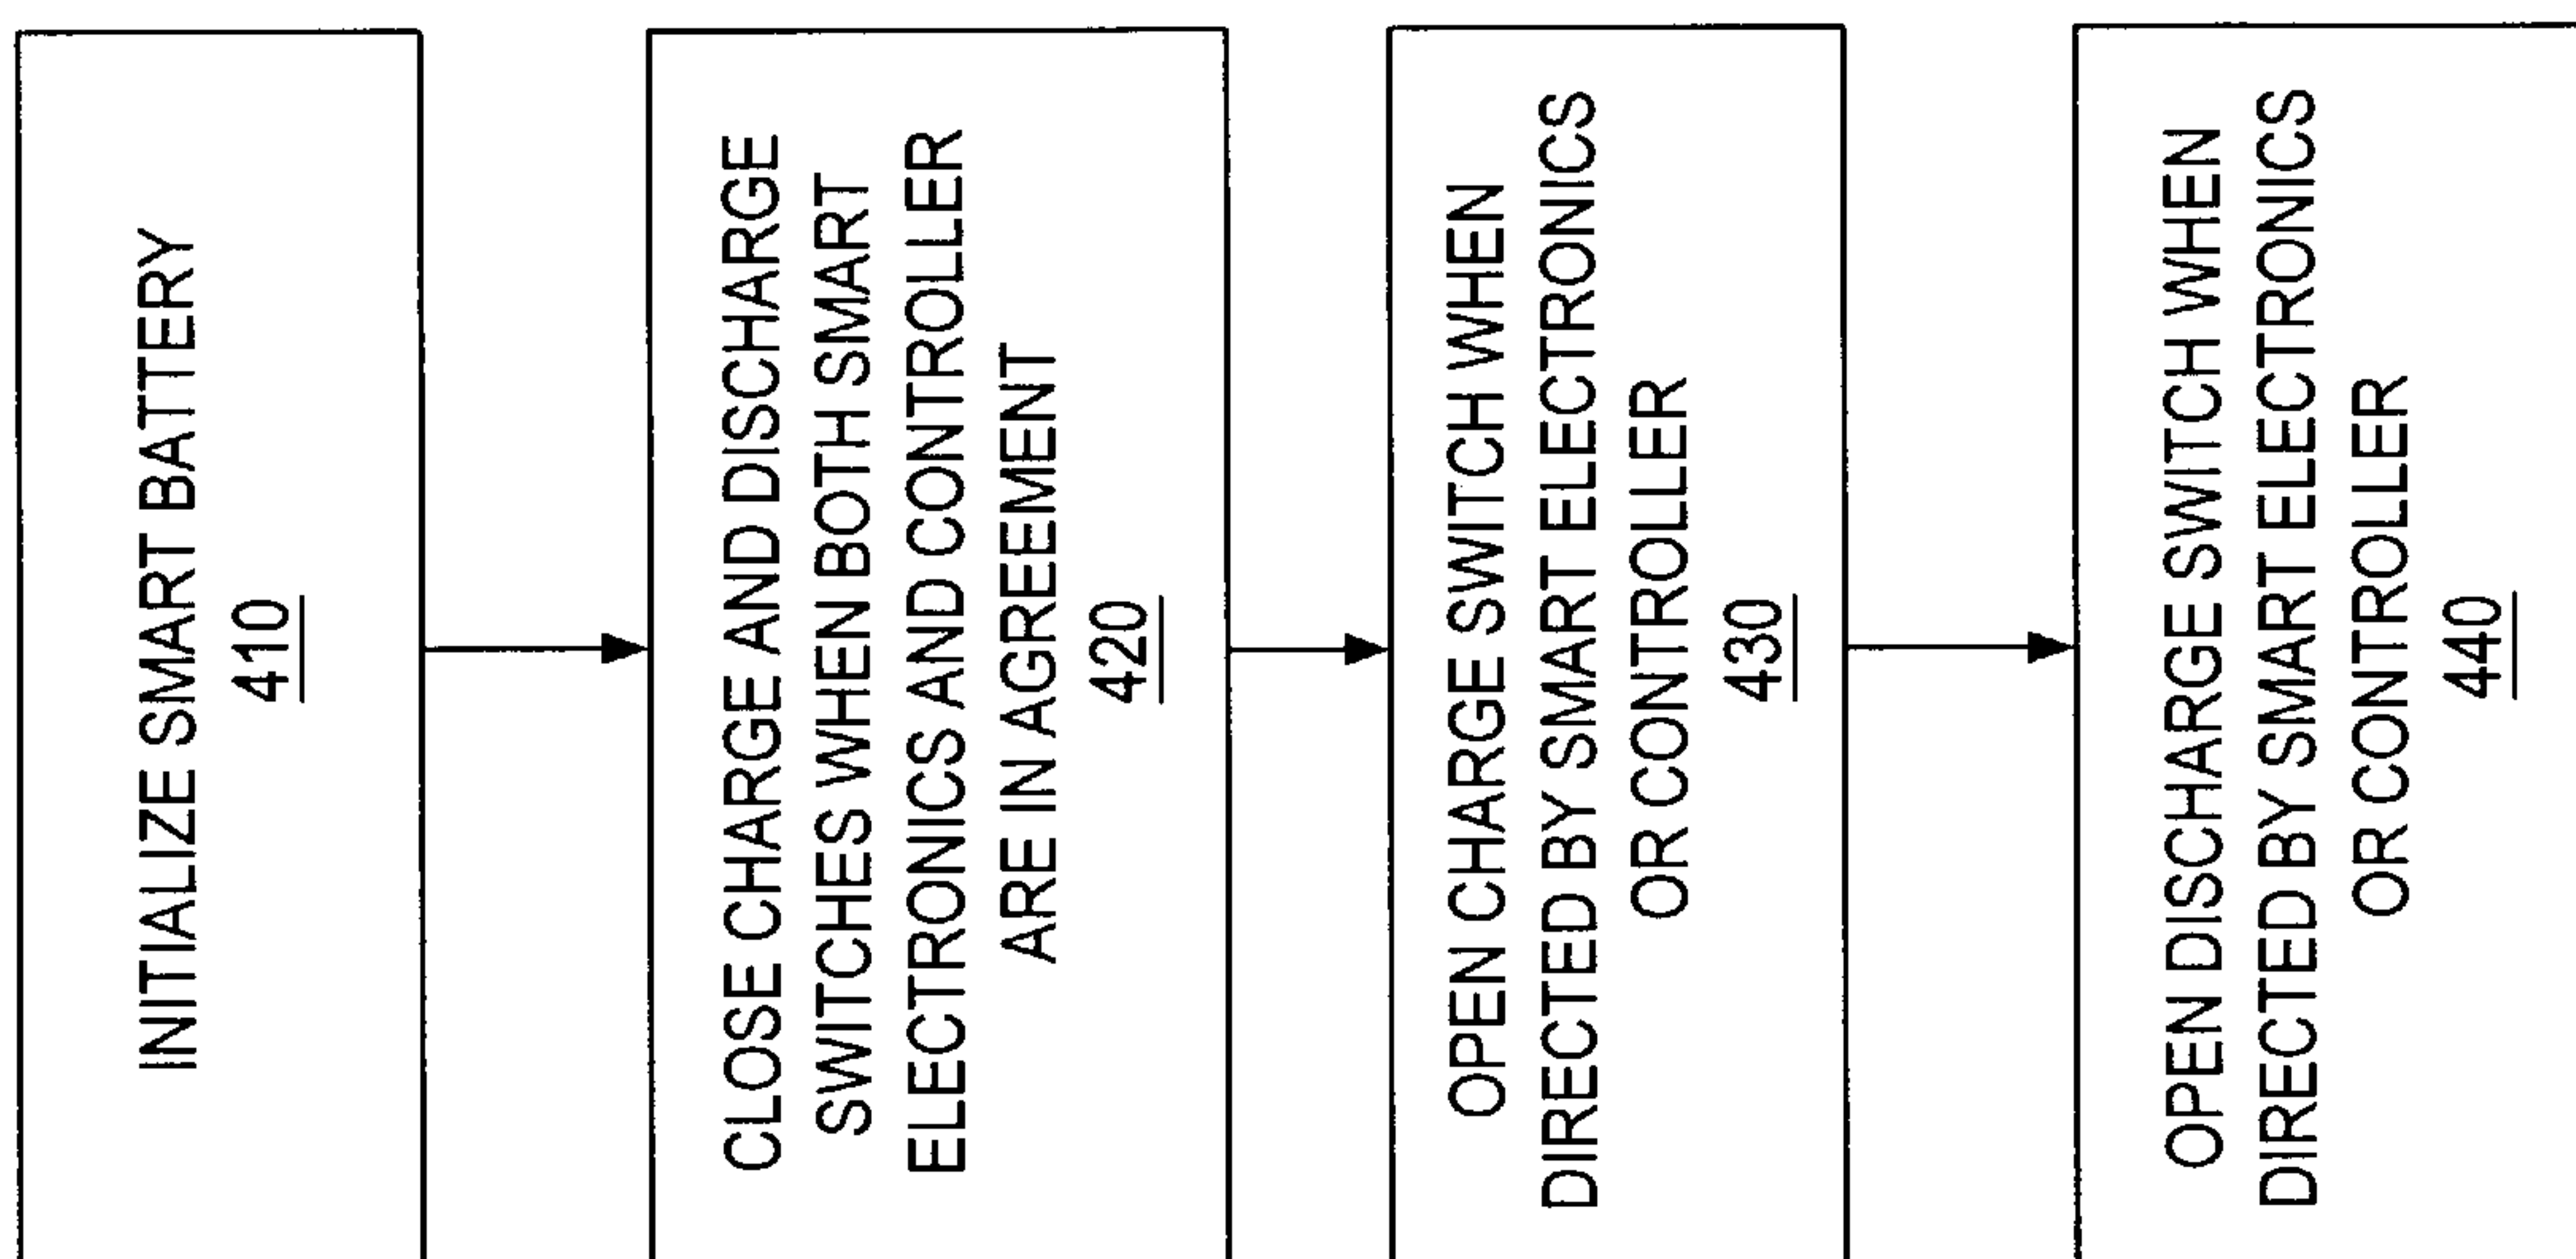 INITIALIZE SMART BATTERY
410
CLOSE CHARGE AND DISCHARGE
SWITCHES WHEN BOTH SMART
ELECTRONICS AND CONTROLLER
ARE IN AGREEMENT
420
OPEN CHARGE SWITCH WHEN
DIRECTED BY SMART ELECTRONICS
OR CONTROLLER
430
OPEN DISCHARGE SWITCH WHEN
DIRECTED BY SMART ELECTRONICS
OR CONTROLLER
440